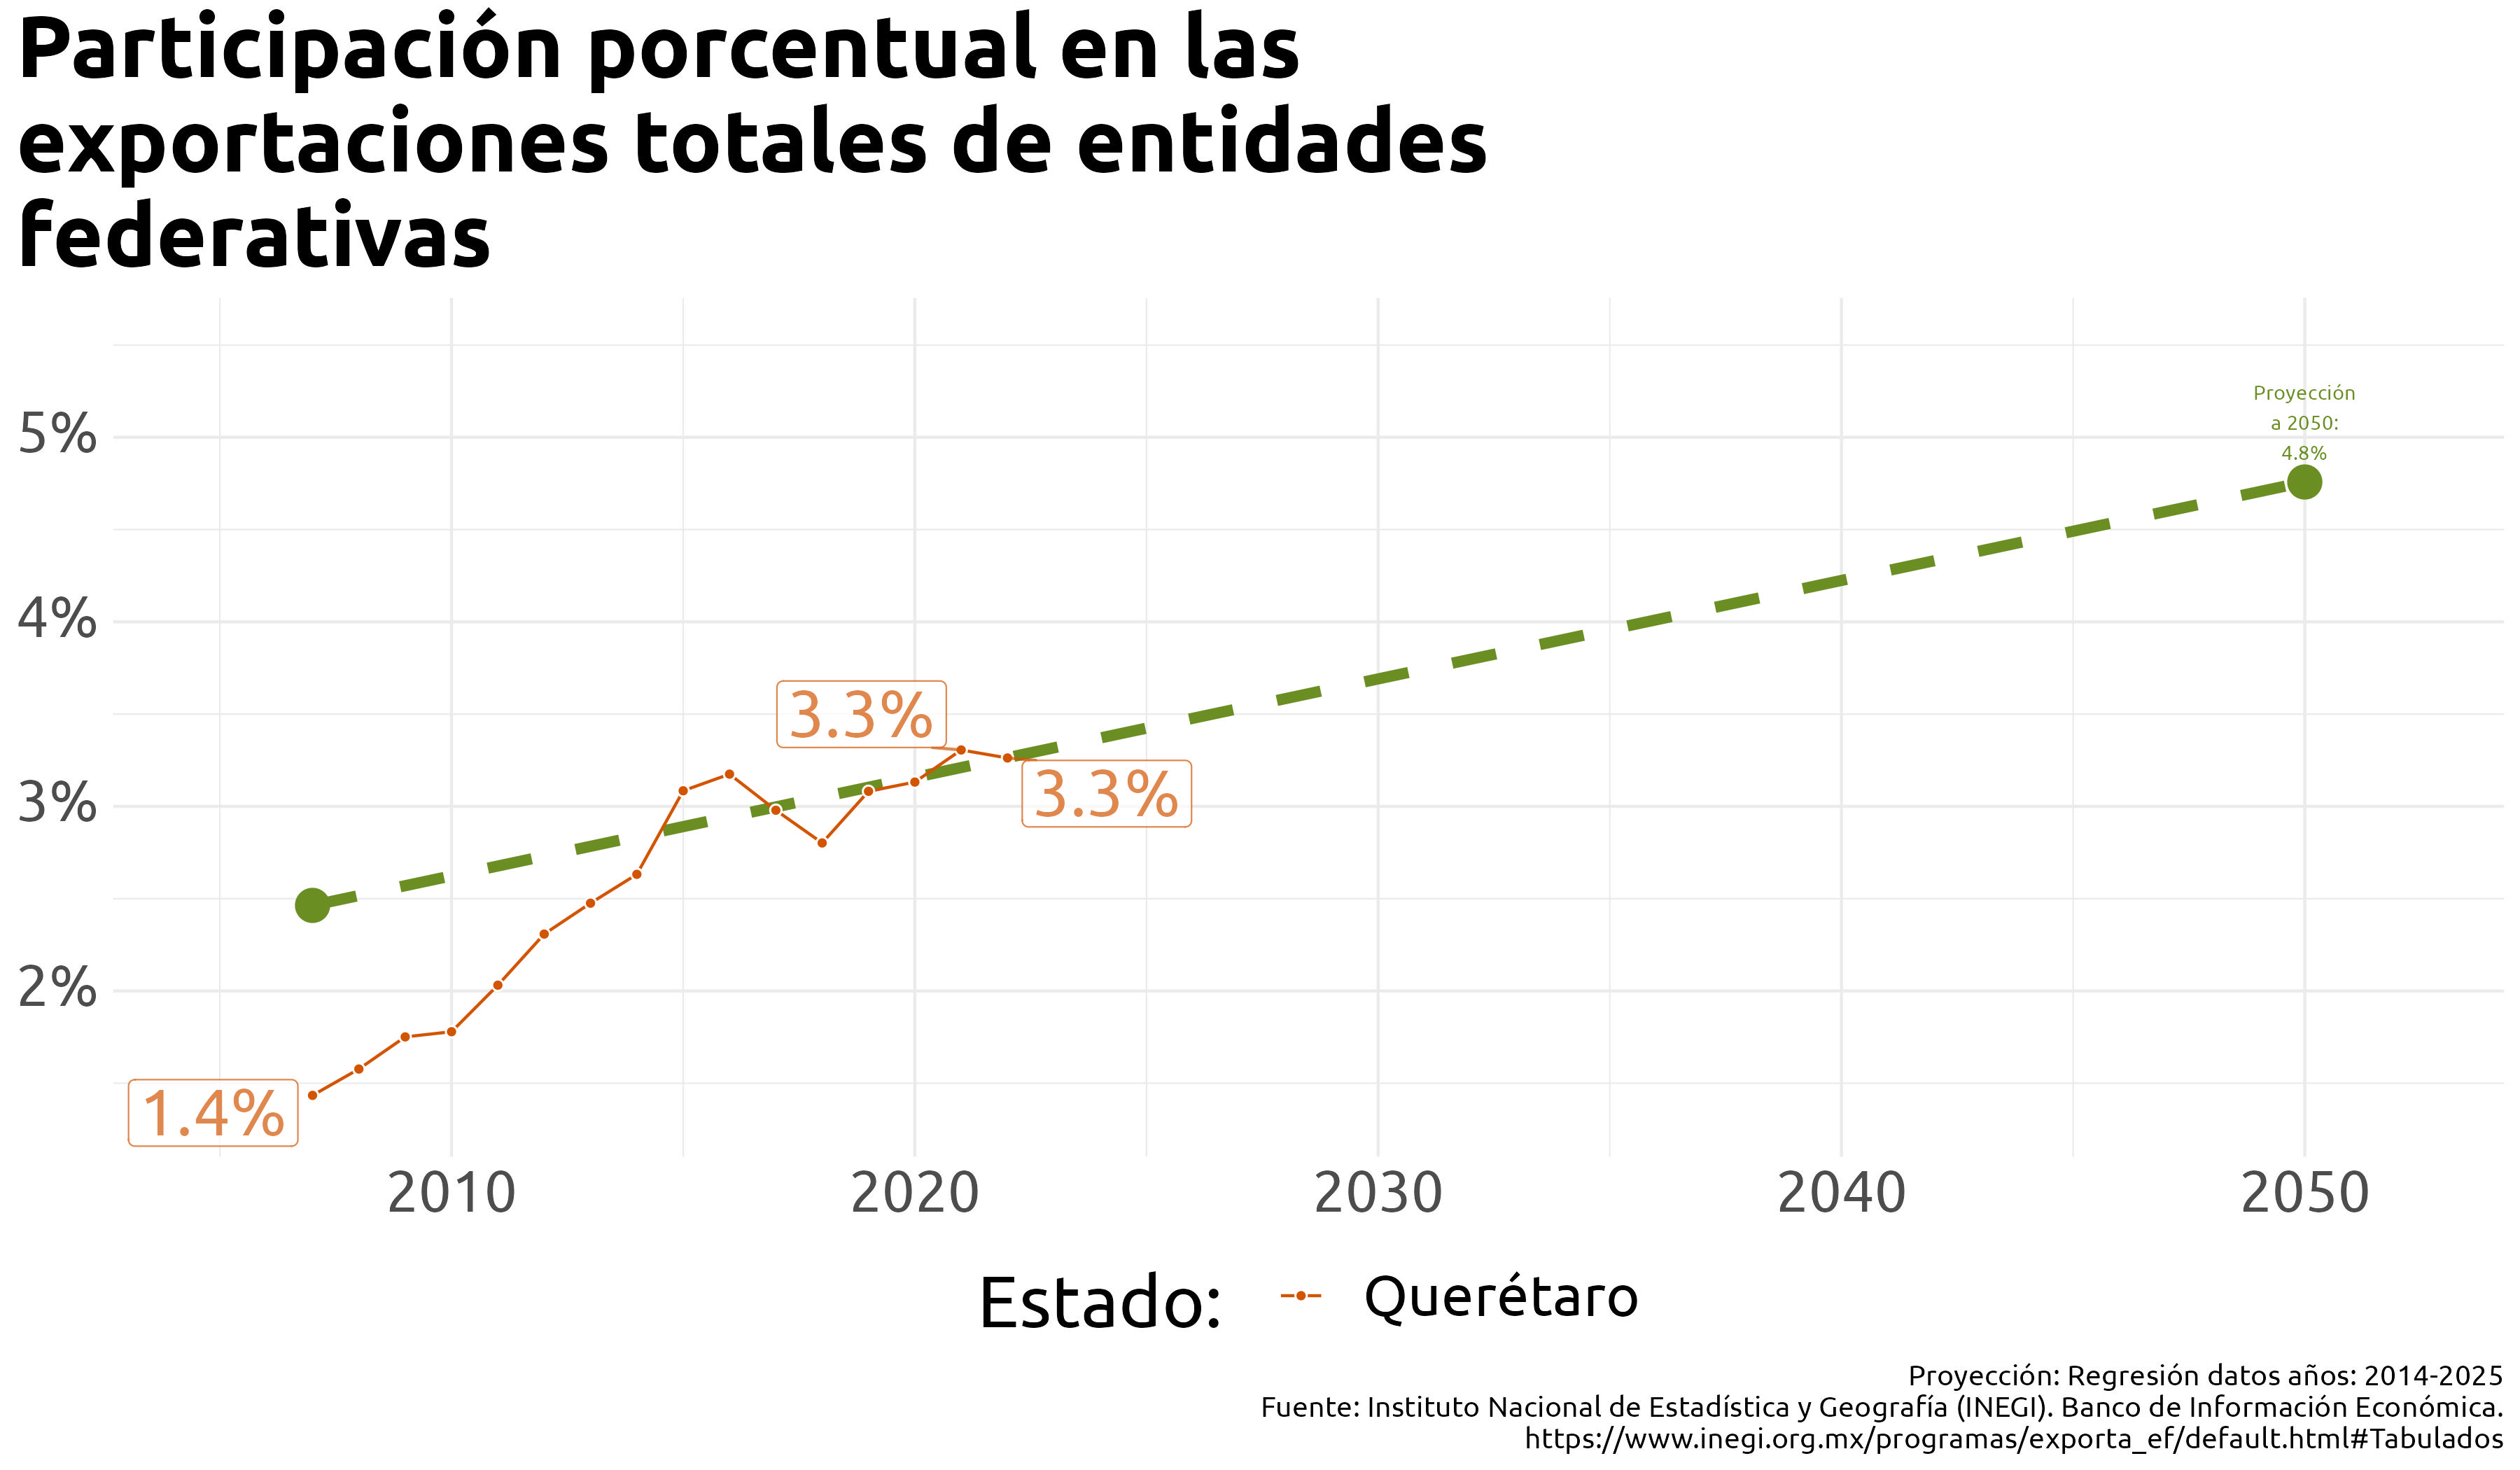 Participación porcentual en las
exportaciones totales de entidades
federativas
Proyección
a 2050:
4.8%
5%
4%
3%
2%
3.3%
3.3%
1.4%
2010
2020
2030
2040
2050
Estado:
Querétaro
Proyección: Regresión datos años: 2014-2025
Fuente: Instituto Nacional de Estadística y Geografía (INEGI). Banco de Información Económica.
https://www.inegi.org.mx/programas/exporta_ef/default.html#Tabulados